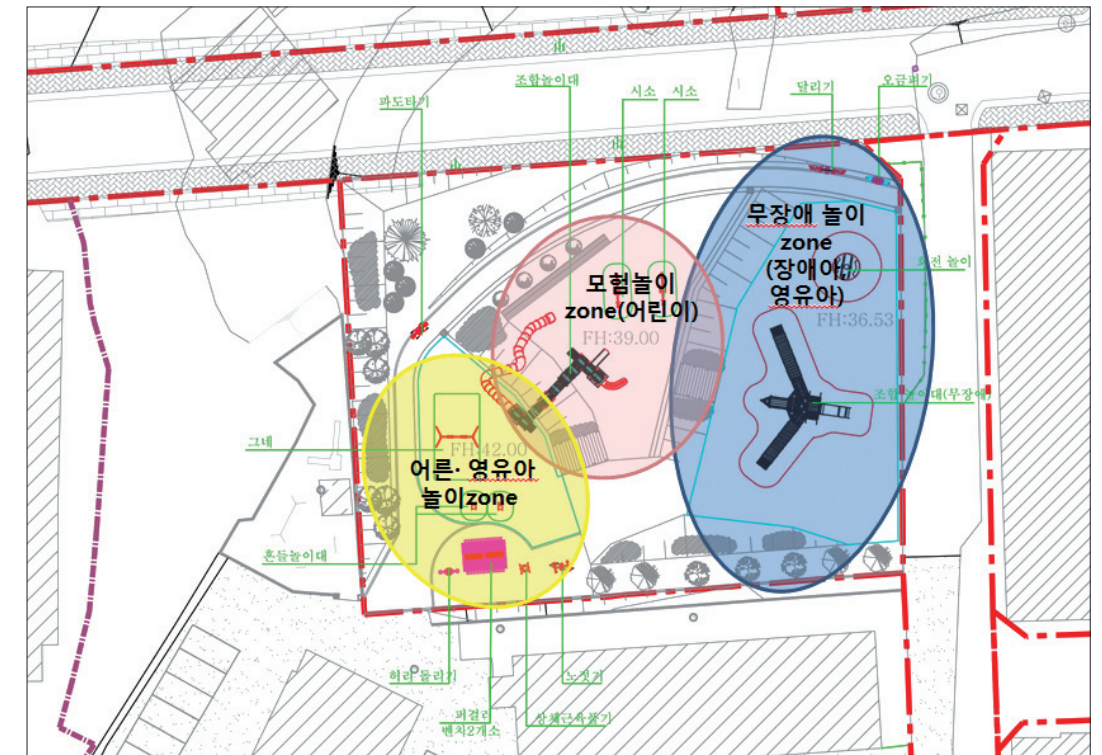 조합놀이대
시소
시소
달리기
오금펴기
파도타기
무장애 놀이
zone
(장애아,
영유아)
회전 놀이
모험놀이
zone(어린이)
FH:39.00
FH:36.53
조합놀이대(무장애)
그네
FH:42.00
어른· 영유아
놀이zone
흔들놀이대
허리 돌리기
노젓기
퍼걸러
벤치2개소
상체근육풀기